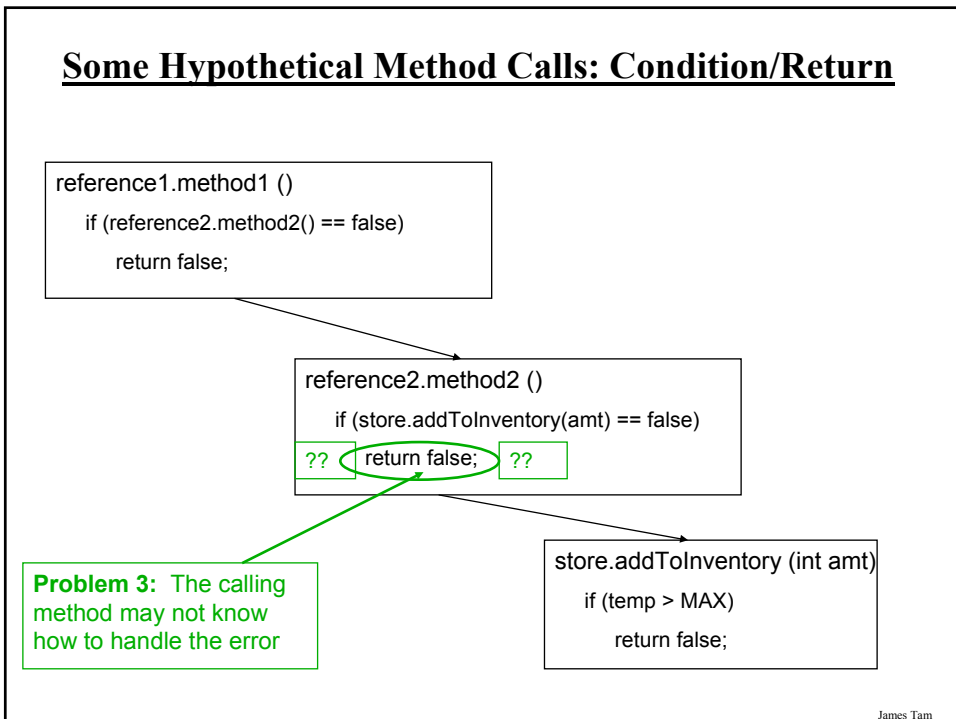 Some Hypothetical Method Calls: Condition/Return
reference1.method1 ()
if (reference2.method2() == false)
return false;
reference2.method2 ()
if (store.addToInventory(amt) == false)
?? return false; ??
Problem 3: The calling
method may not know
how to handle the error
store.addToInventory (int amt)
if (temp > MAX)
return false;
James Tam